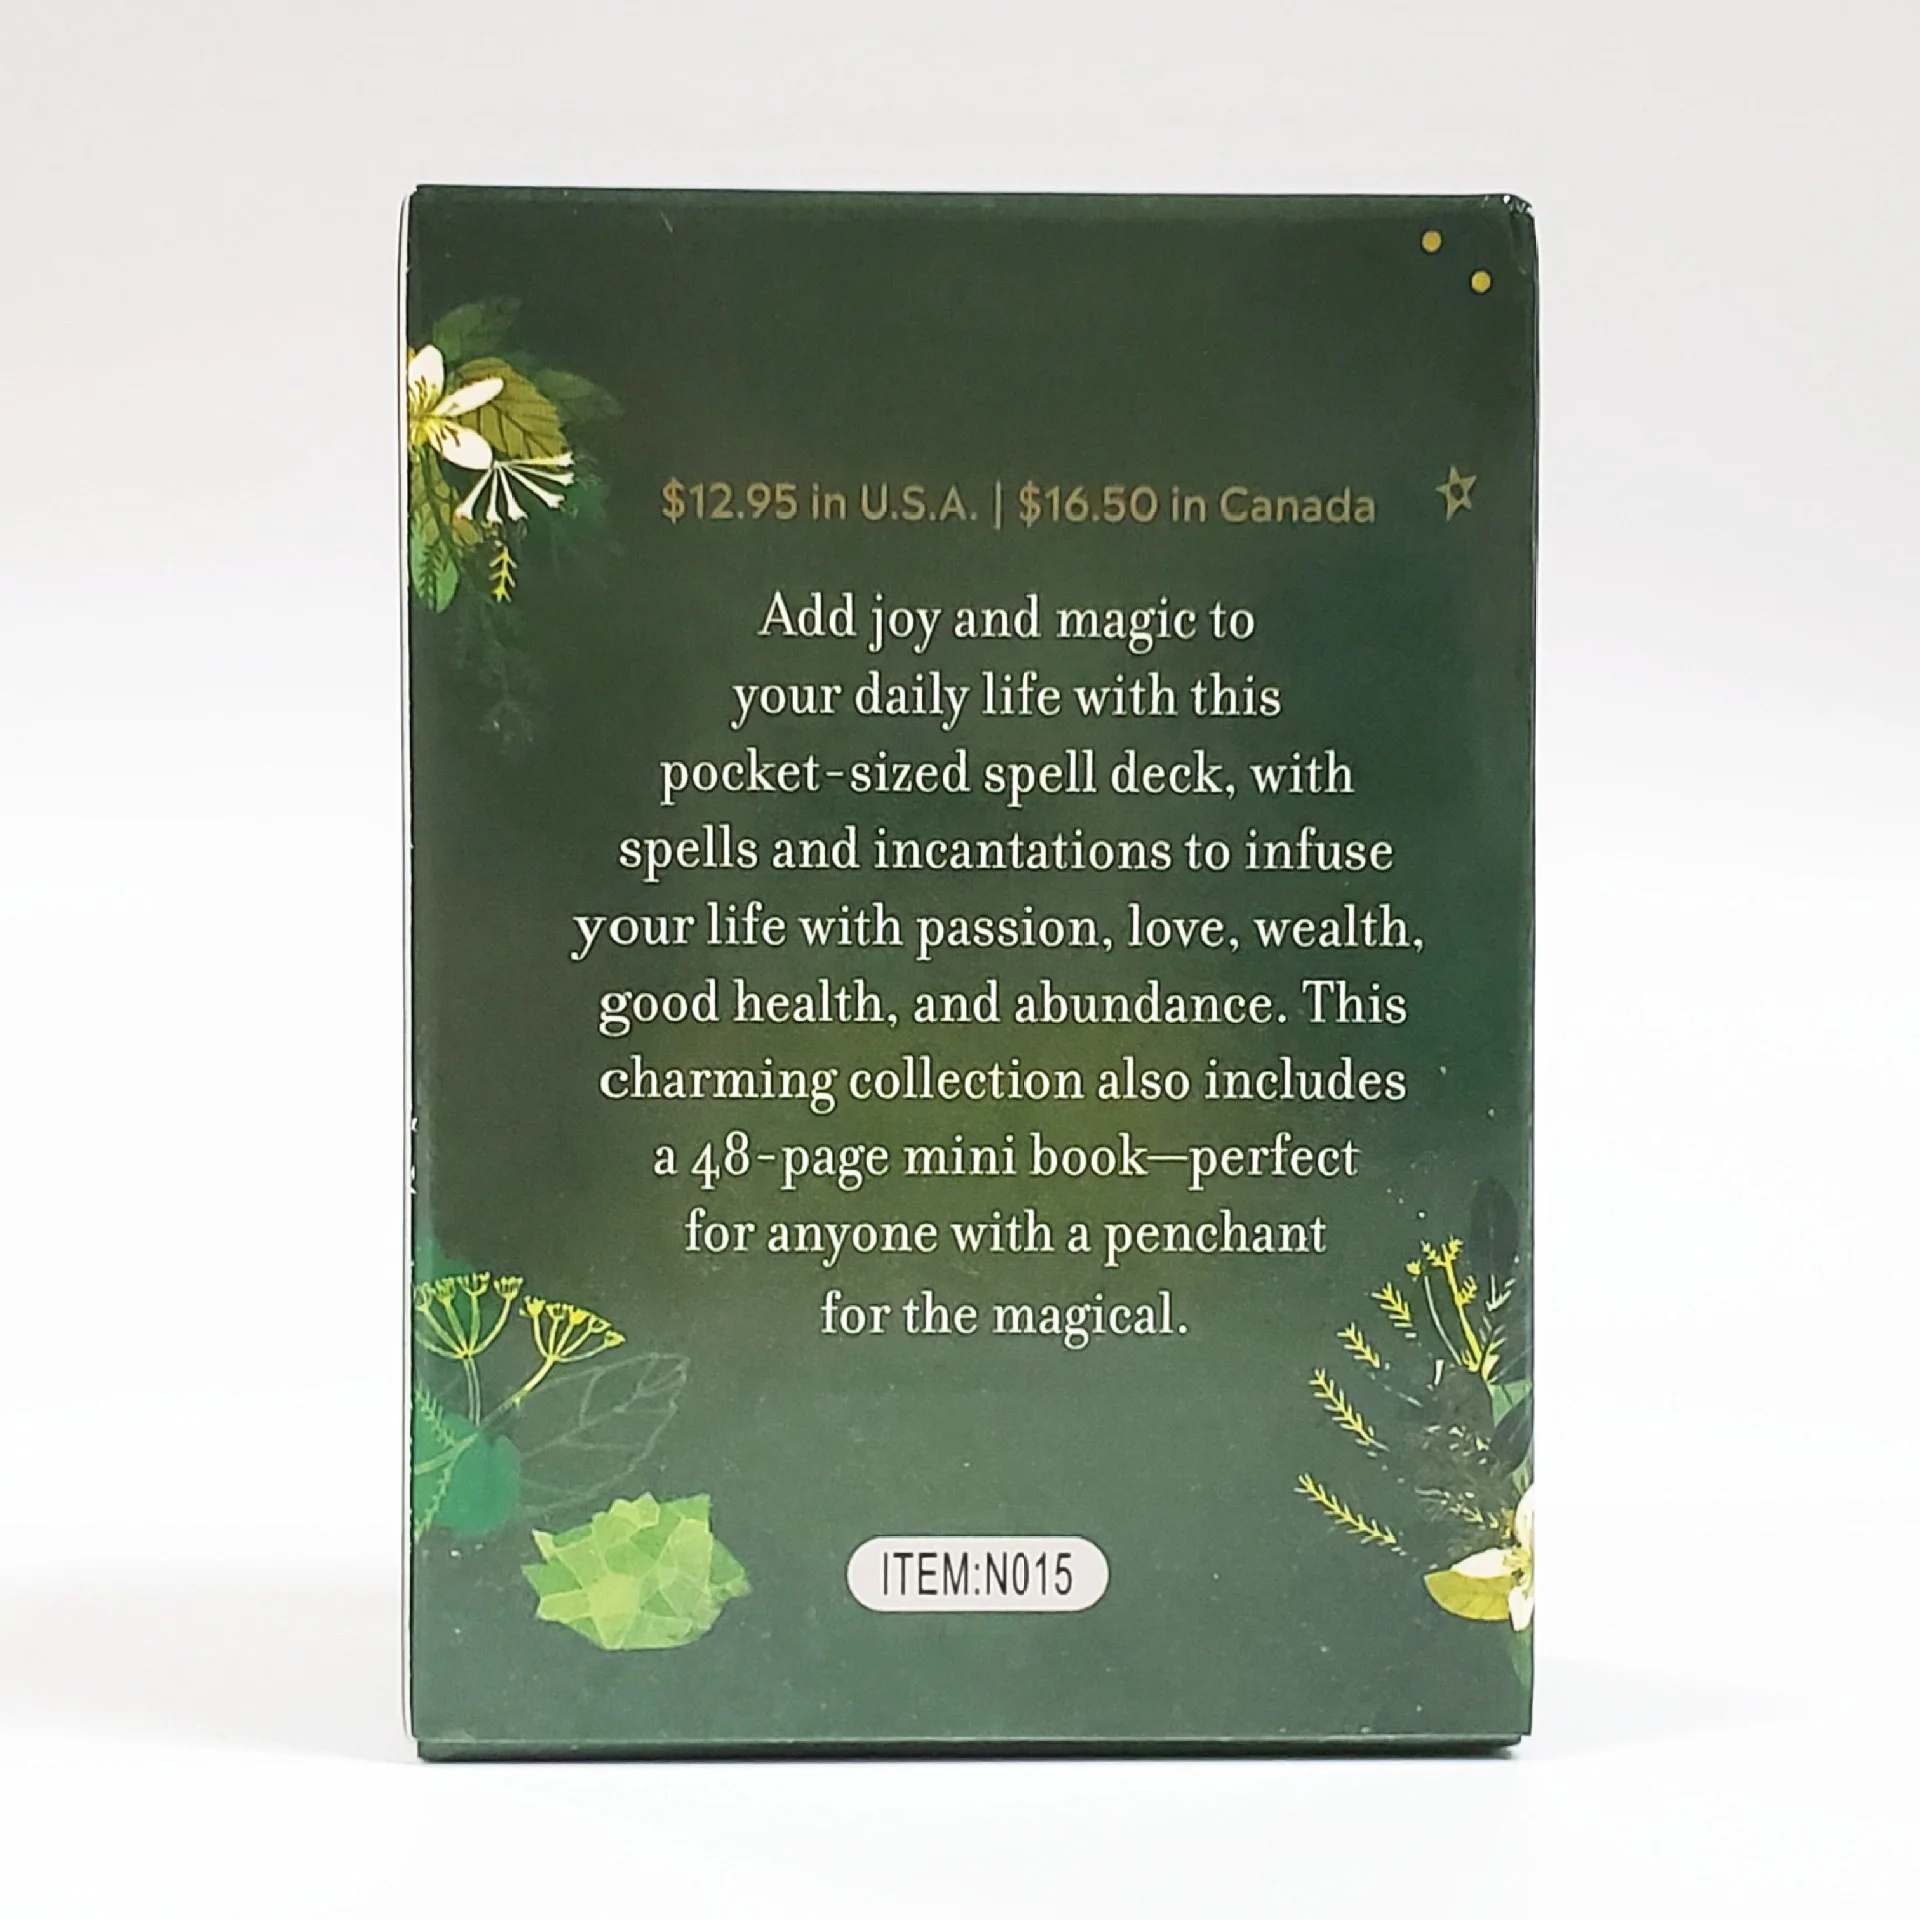 $12.95 in U.S.A. | $16.50 in Canada
Add joy and magic to
your daily life with this
pocket-sized spell deck, with
spells and incantations to infuse
your life with passion, love, wealth,
good health, and abundance. This
charming collection also includes
a 48-page mini book—perfect
for anyone with a penchant
for the magical.
ITEM:N015